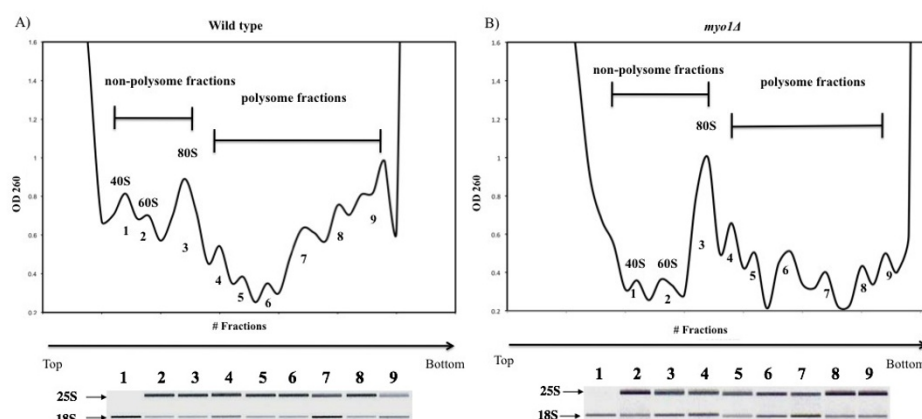 A)
Wild type
1.6
1.4
1.2
1
0.8
0.6
0.4
OD 260
non-polysome fractions
polysome fractions
40S
60S
80S
1
2
3
4
5
6
7
8
9
# Fractions
Top
Bottom
1 2 3 4 5 6 7 8 9
25S
18S
B)
myo1Δ
1.6
1.4
1.2
1
0.8
0.6
0.4
0.2
OD 260
non-polysome fractions
polysome fractions
80S
40S
60S
1
2
3
4
5
6
7
8
9
# Fractions
Top
Bottom
1 2 3 4 5 6 7 8 9
25S
18S